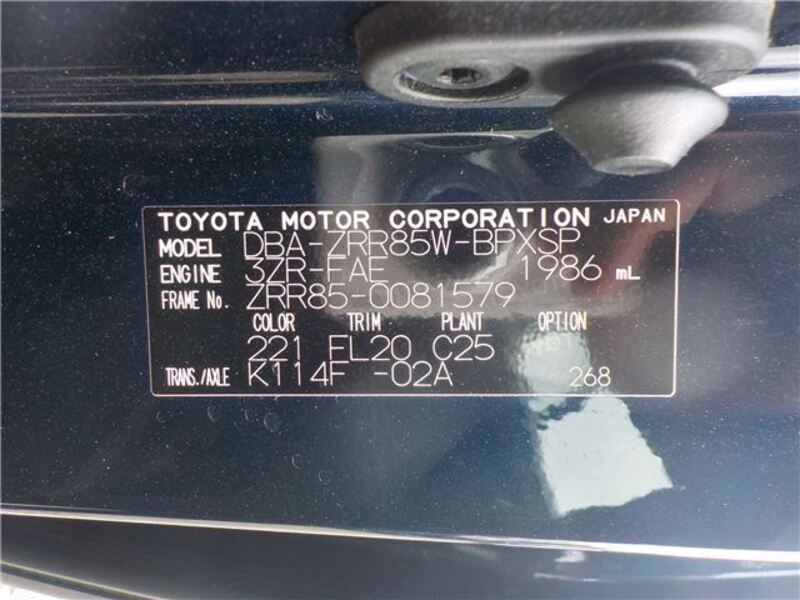 TOYOTA MOTOR CORPORATION JAPAN
MODEL DBA-ZRR85W-BPXSP
ENGINE 3ZR-FAE 1986 mL
FRAME No. ZRR85-0081579
COLOR TRIM PLANT OPTION
221 FL20 C25
TRANS./AXLE K114F -02A 268